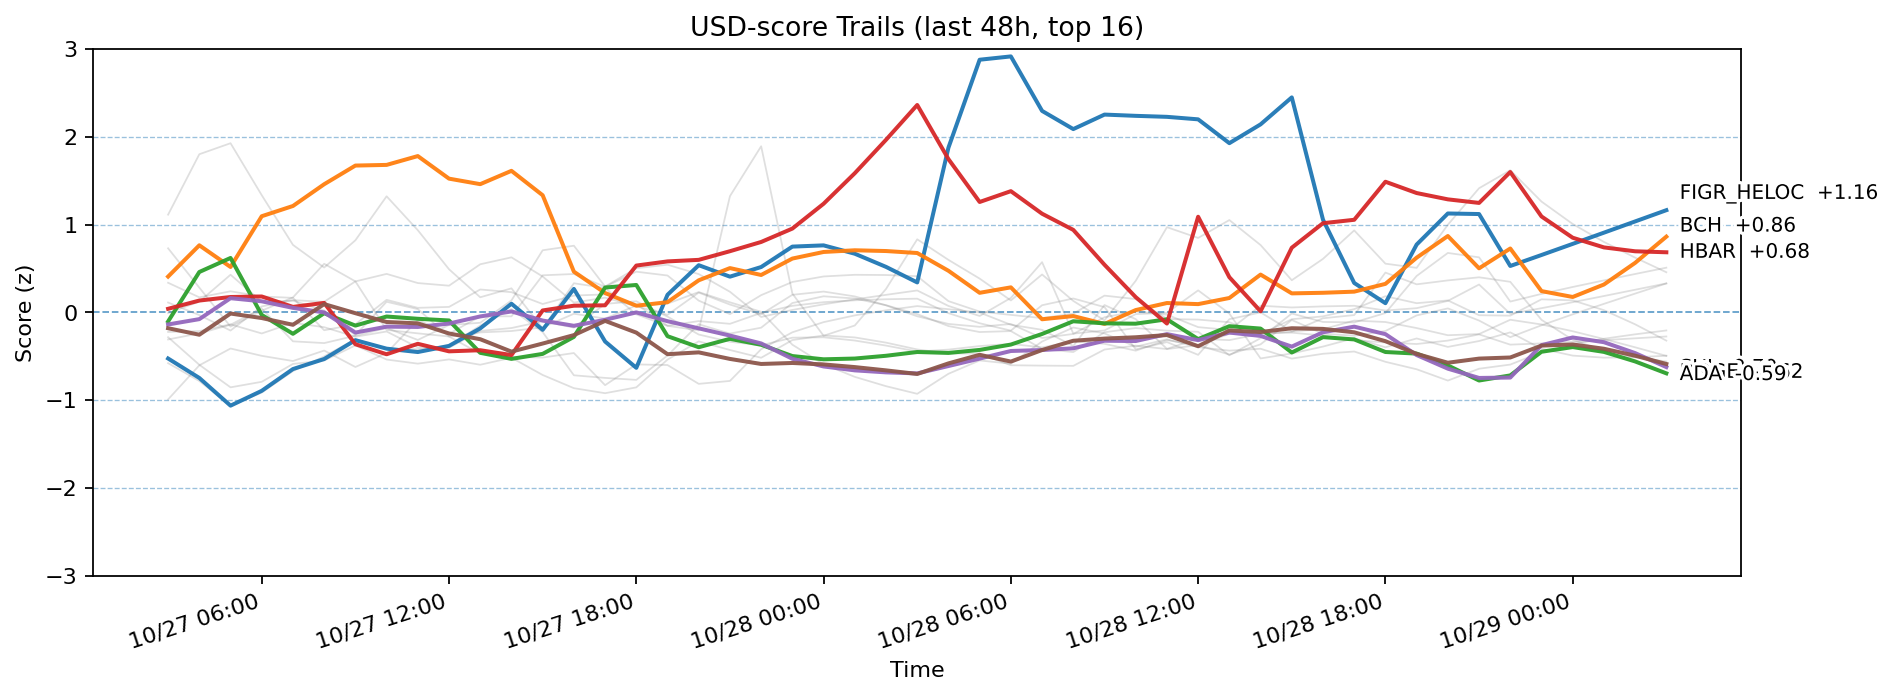 USD-score Trails (last 48h, top 16)
Score (z)
3
2
1
0
−1
−2
−3
FIGR_HELOC +1.16
BCH +0.86
HBAR +0.68
ADA -0.59
10/27 06:00
10/27 12:00
10/27 18:00
10/28 00:00
10/28 06:00
10/28 12:00
10/28 18:00
10/29 00:00
Time